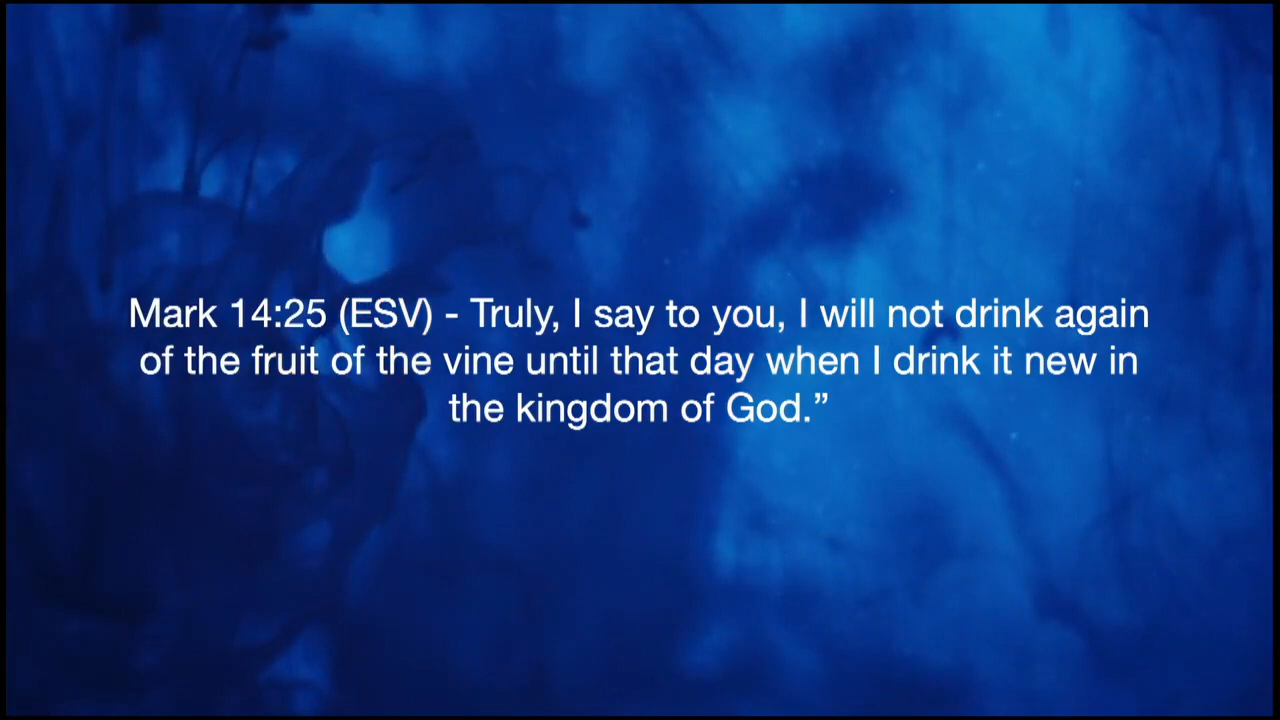 Mark 14:25 (ESV) - Truly, I say to you, I will not drink again
of the fruit of the vine until that day when I drink it new in
the kingdom of God.”